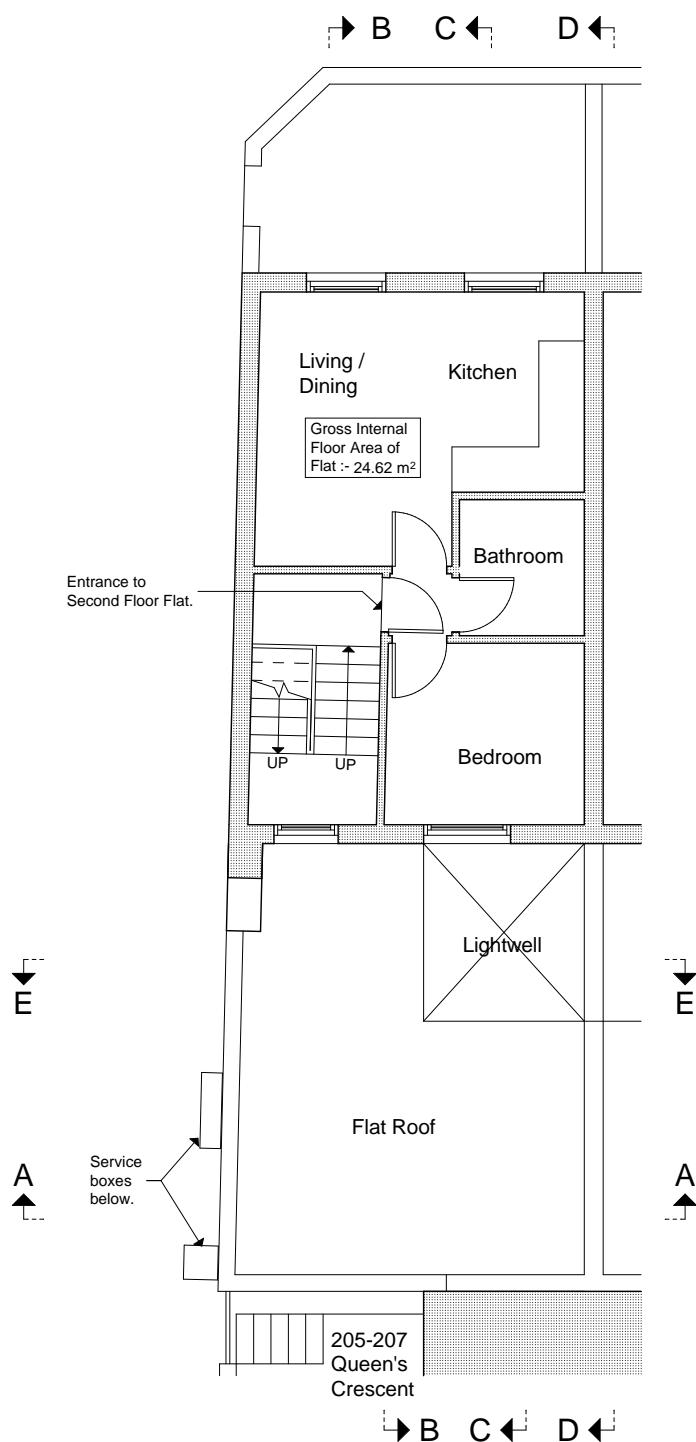 B C D
Living /
Dining
Kitchen
Gross Internal
Floor Area of
Flat :- 24.62 m²
Bathroom
Entrance to
Second Floor Flat.
UP UP
Bedroom
Lightwell
E E
Flat Roof
A A
Service
boxes
below.
205-207
Queen's
Crescent
B C D